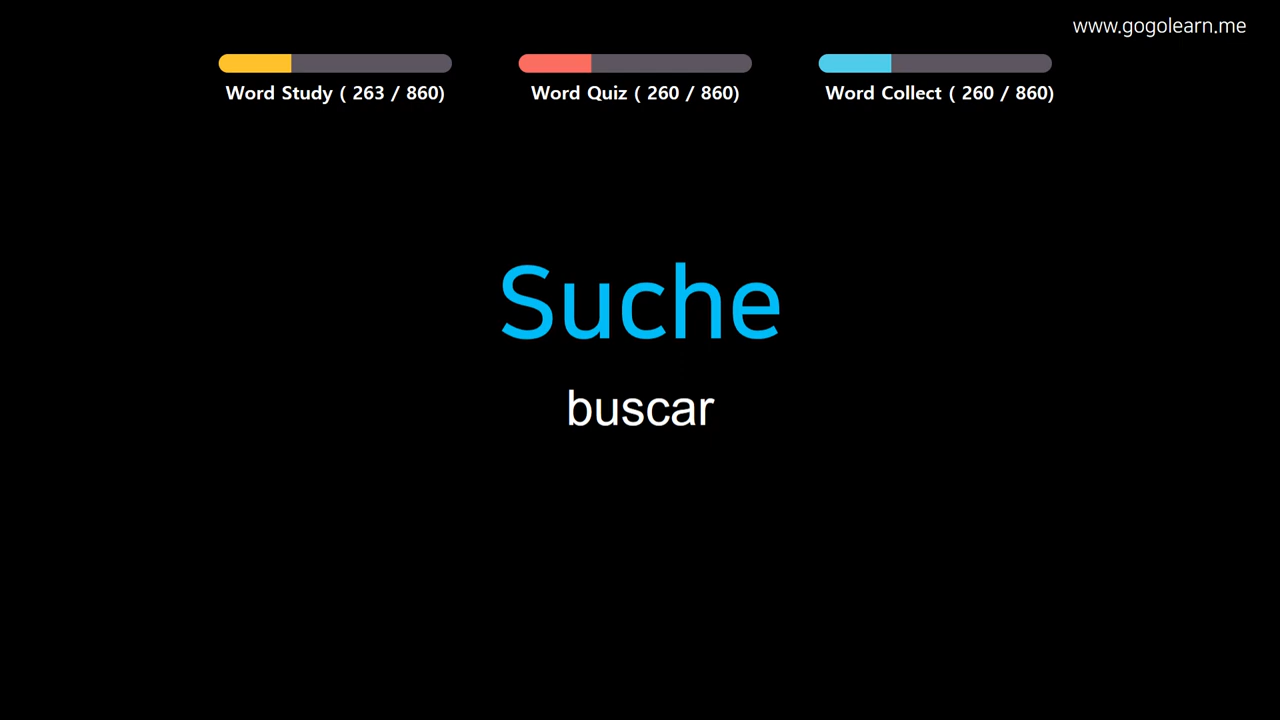 www.gogolearn.me
Word Study ( 263 / 860)
Word Quiz ( 260 / 860)
Word Collect ( 260 / 860)
Suche
buscar